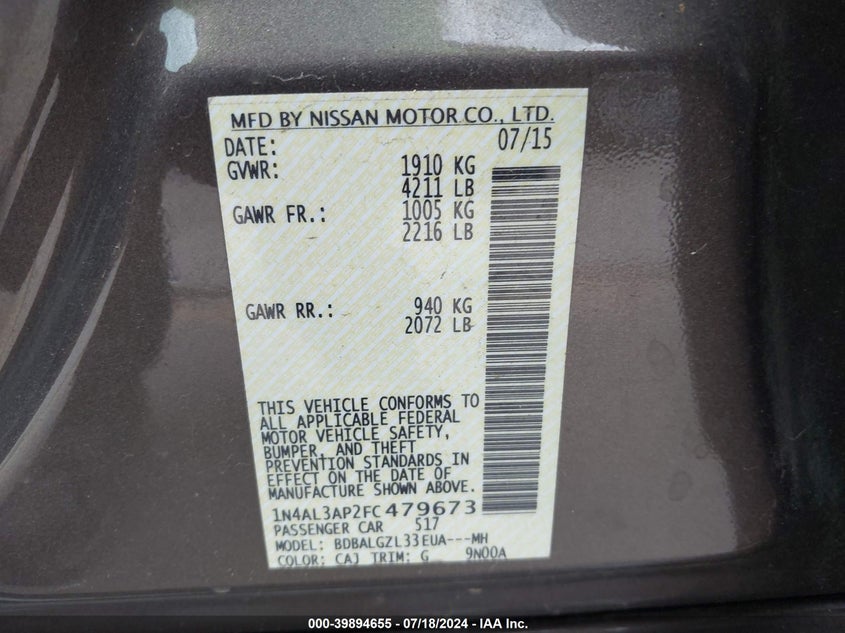 MFD BY NISSAN MOTOR CO., LTD.
DATE: 07/15
GVWR: 1910 KG
4211 LB
GAWR FR.: 1005 KG
2216 LB
GAWR RR.: 940 KG
2072 LB
THIS VEHICLE CONFORMS TO
ALL APPLICABLE FEDERAL
MOTOR VEHICLE SAFETY,
BUMPER, AND THEFT
PREVENTION STANDARDS IN
EFFECT ON THE DATE OF
MANUFACTURE SHOWN ABOVE.
1N4AL3AP2FC479673
PASSENGER CAR 517
MODEL: BDBALGZL33EUA---MH
COLOR: CAJ TRIM: G 9N00A
000-39894655 - 07/18/2024 - IAA Inc.